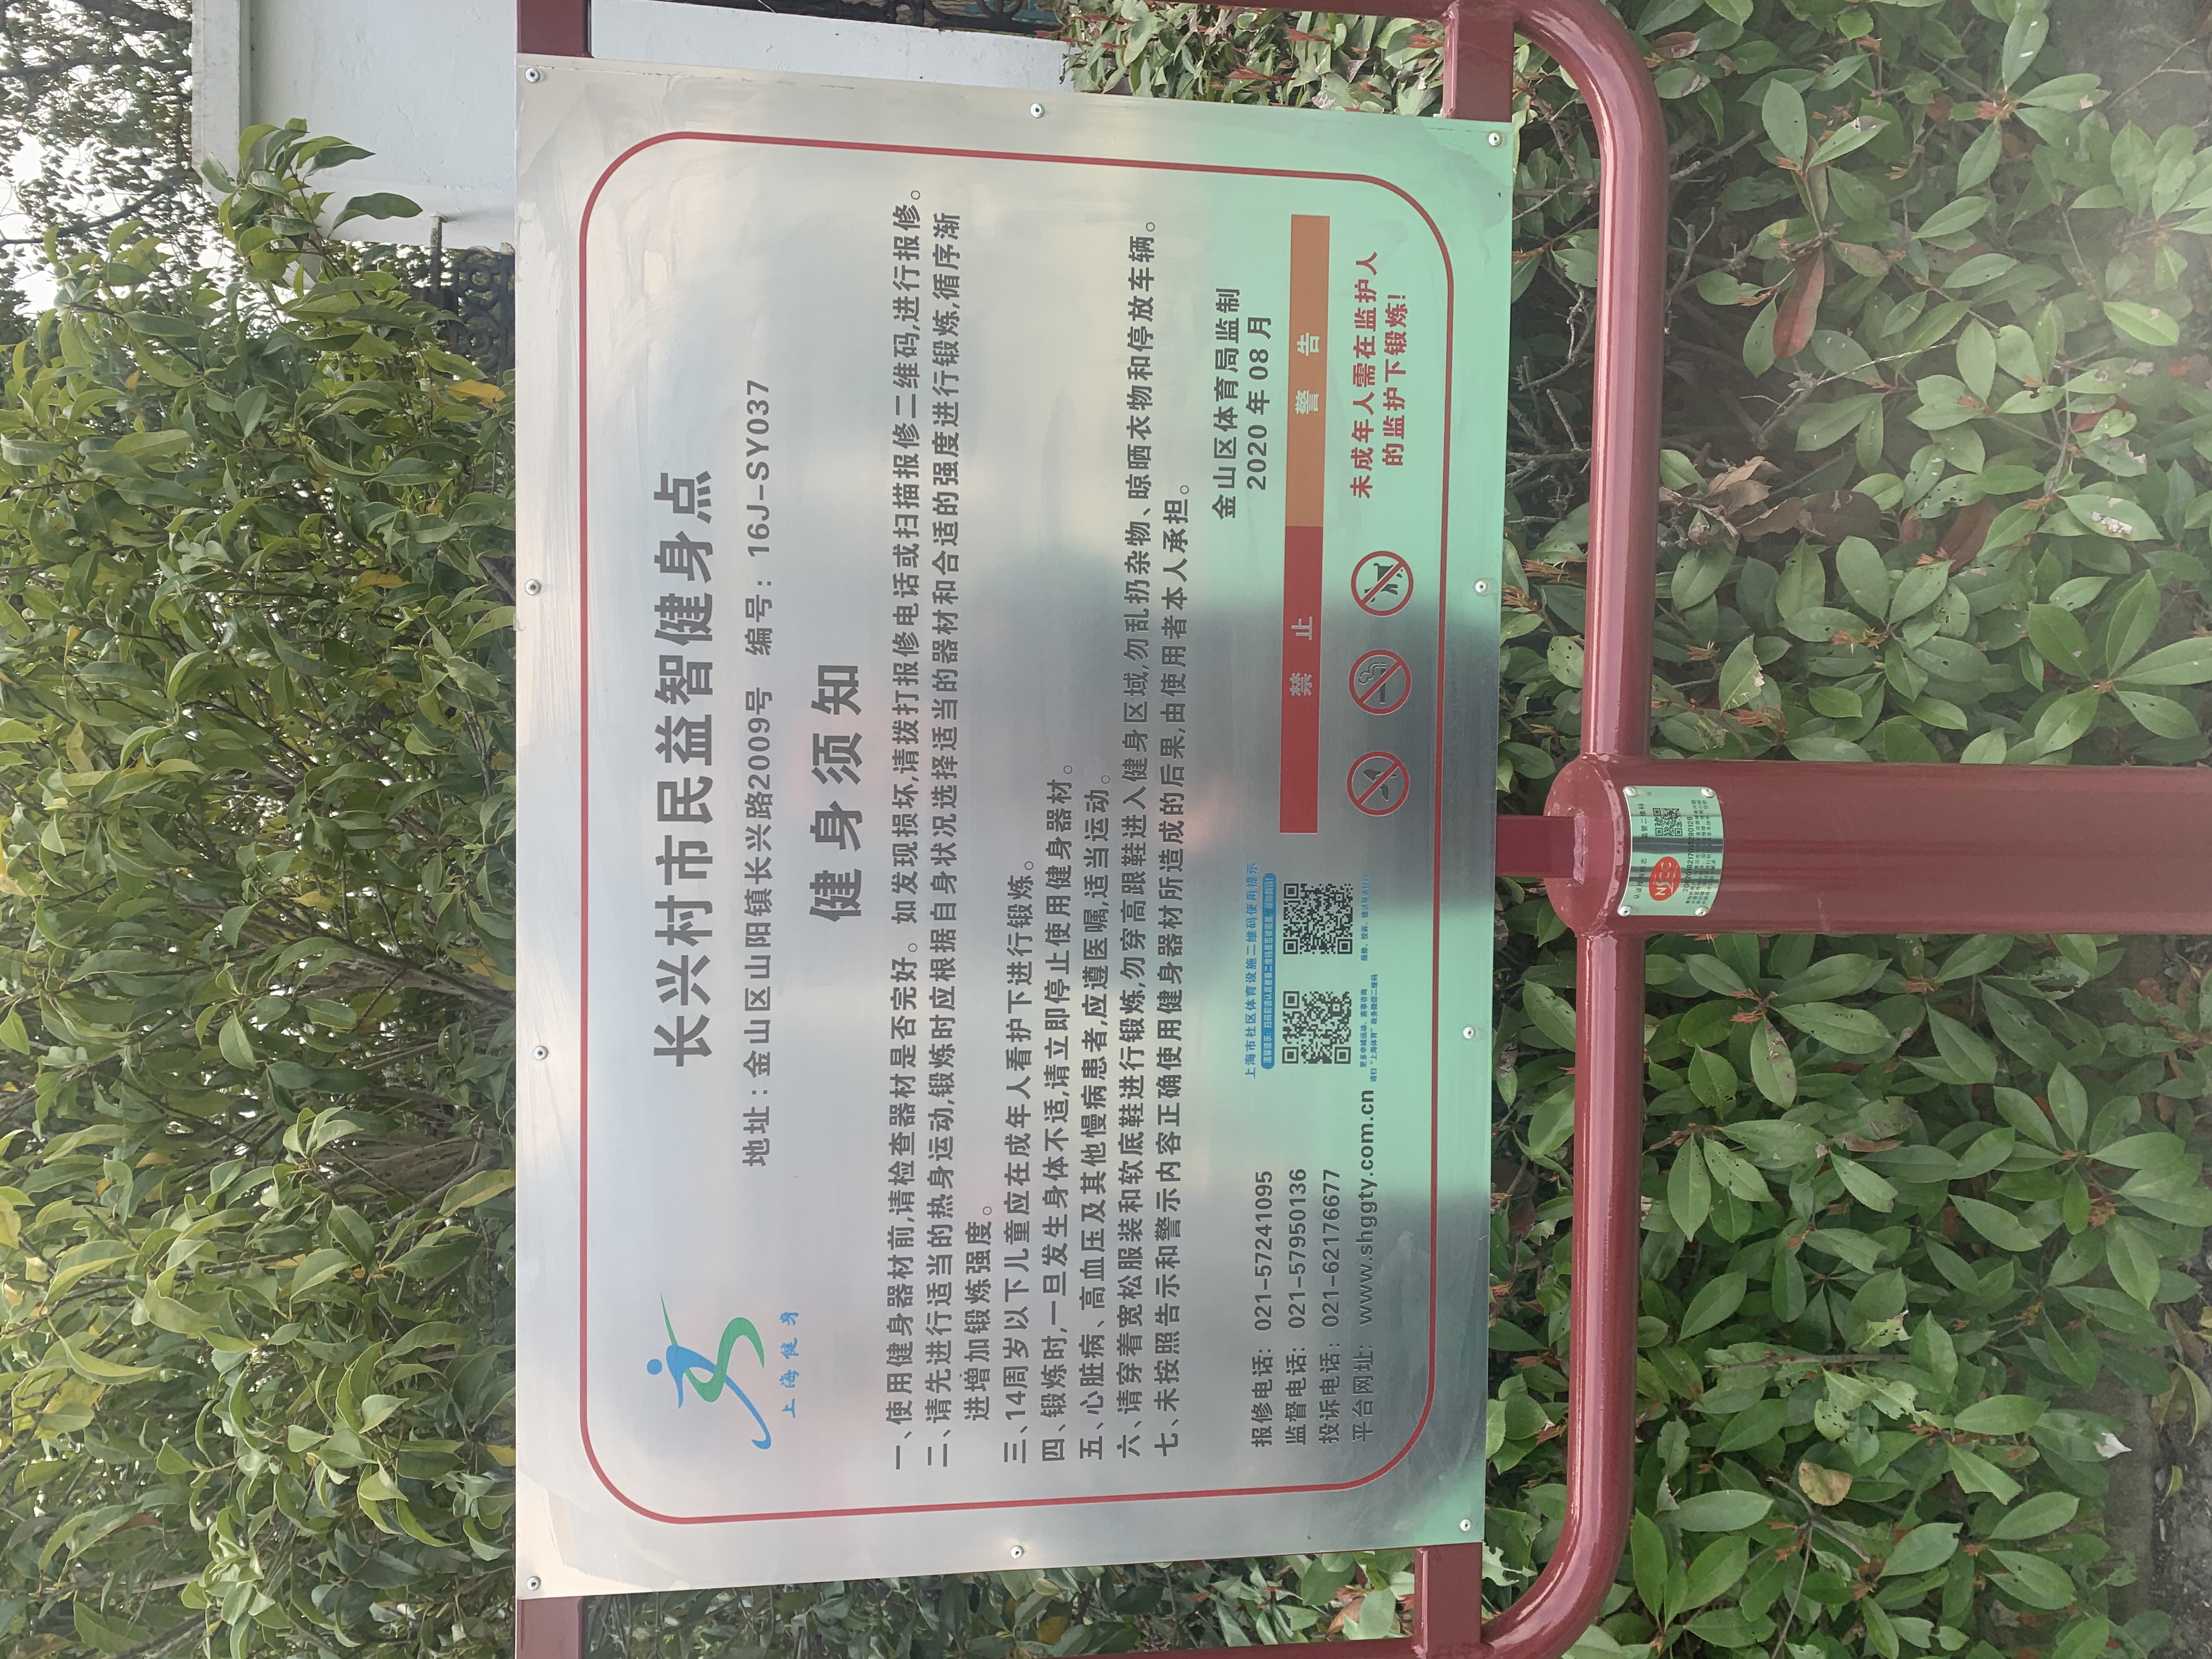 上海健身
长兴村市民益智健身点
地址：金山区山阳镇长兴路2009号 编号：16J-SY037
健身须知
一、使用健身器材前,请检查器材是否完好。如发现损坏,请拨打报修电话或扫描报修二维码,进行报修。
二、请先进行适当的热身运动,锻炼时应根据自身状况选择适当的器材和合适的强度进行锻炼,循序渐
进增加锻炼强度。
三、14周岁以下儿童应在成年人看护下进行锻炼。
四、锻炼时,一旦发生身体不适,请立即停止使用健身器材。
五、心脏病、高血压及其他慢病患者,应遵医嘱,适当运动。
六、请穿着宽松服装和软底鞋进行锻炼,勿穿高跟鞋进入健身区域,勿乱扔杂物、晾晒衣物和停放车辆。
七、未按照告示和警示内容正确使用健身器材所造成的后果,由使用者本人承担。
金山区体育局监制
2020年08月
报修电话：021-57241095
监督电话：021-57950136
投诉电话：021-62176677
平台网址：www.shggty.com.cn
上海市社区体育设施二维码使用提示
禁止
警告
未成年人需在监护人
的监护下锻炼!